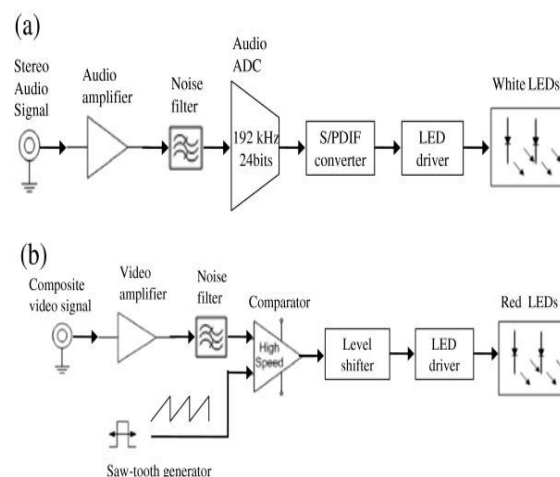 (a)
Stereo
Audio
Signal
Audio
amplifier
Noise
filter
Audio
ADC
192 kHz
24bits
S/PDIF
converter
LED
driver
White LEDs
(b)
Composite
video signal
Video
amplifier
Noise
filter
Comparator
High
Speed
Level
shifter
LED
driver
Red LEDs
Saw-tooth generator